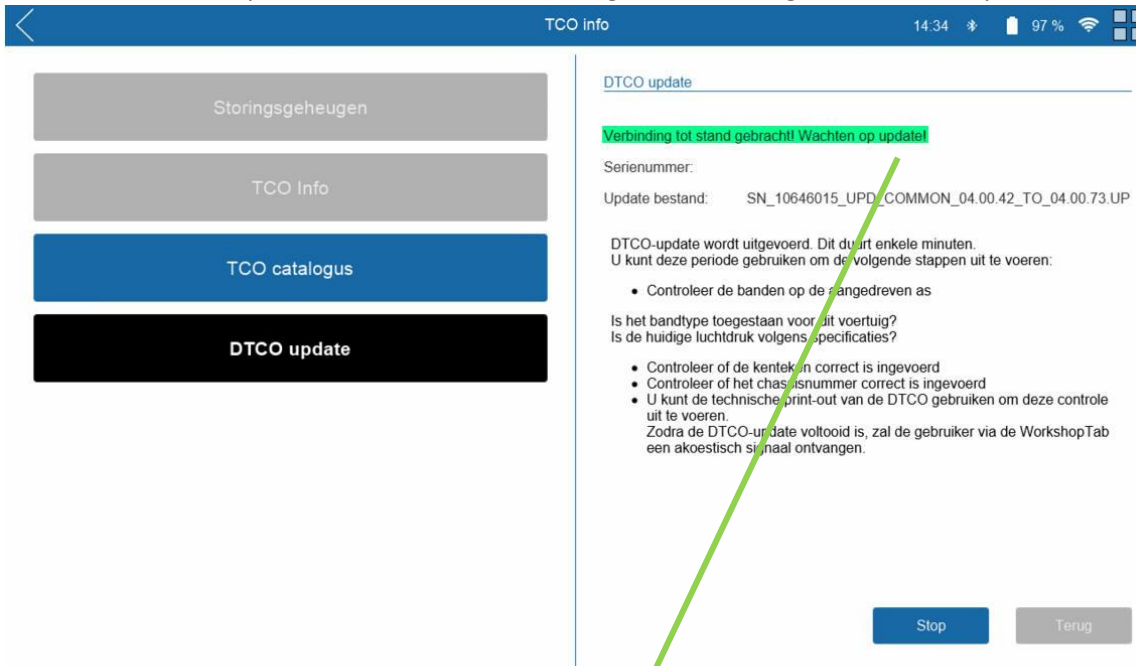 TCO info
14:34
97 %
Storingsgeheugen
TCO Info
TCO catalogus
DTCO update
DTCO update
Verbinding tot stand gebracht! Wachten op update!
Serienummer:
Update bestand: SN_10646015_UPD_COMMON_04.00.42_TO_04.00.73.UP
DTCO-update wordt uitgevoerd. Dit duurt enkele minuten.
U kunt deze periode gebruiken om de volgende stappen uit te voeren:
• Controleer de banden op de aangedreven as
Is het bandtype toegestaan voor dit voertuig?
Is de huidige luchtdruk volgens specificaties?
• Controleer of de kenteken correct is ingevoerd
• Controleer of het chassisnummer correct is ingevoerd
• U kunt de technische print-out van de DTCO gebruiken om deze controle
uit te voeren.
Zodra de DTCO-update voltooid is, zal de gebruiker via de WorkshopTab
een akoestisch signaal ontvangen.
Stop
Terug